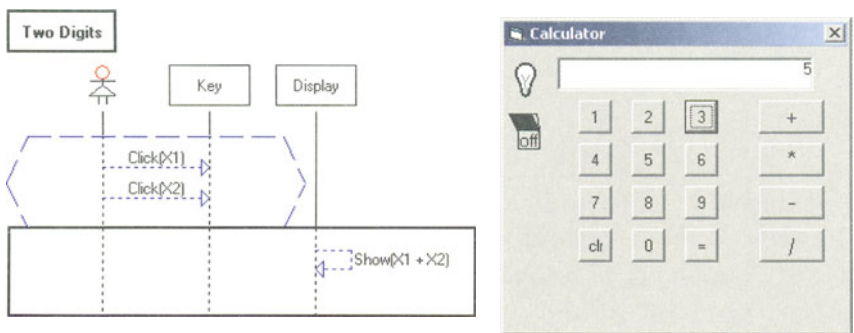 Two Digits
Key
Display
Click(X1)
Click(X2)
Show(X1 + X2)
Calculator
5
off
1 2 3 +
4 5 6 *
7 8 9 -
clr 0 = /